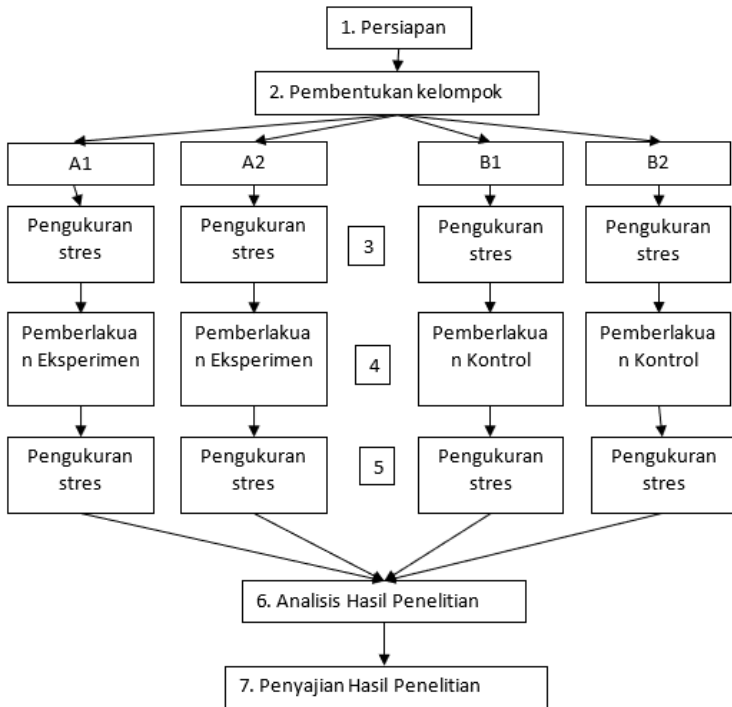 1. Persiapan
2. Pembentukan kelompok
A1
A2
B1
B2
Pengukuran
stres
Pengukuran
stres
3
Pengukuran
stres
Pengukuran
stres
Pemberlakua
n Eksperimen
Pemberlakua
n Eksperimen
4
Pemberlakua
n Kontrol
Pemberlakua
n Kontrol
Pengukuran
stres
Pengukuran
stres
5
Pengukuran
stres
Pengukuran
stres
6. Analisis Hasil Penelitian
7. Penyajian Hasil Penelitian